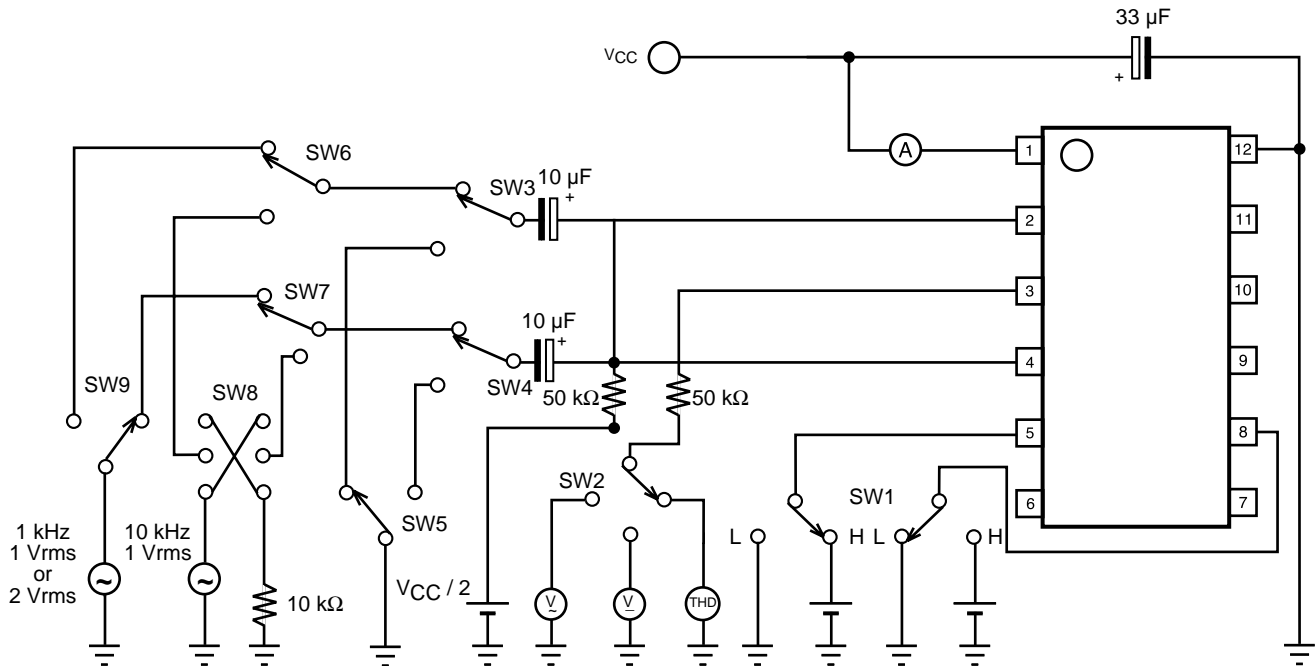 33 µF
+
VCC
A
1
12
SW6
SW3
10 µF
+
2
11
SW7
3
10
10 µF
+
4
9
SW9
SW8
SW4
50 kΩ
50 kΩ
5
8
SW2
SW1
6
7
SW5
L
H
L
H
1 kHz
1 Vrms
or
2 Vrms
10 kHz
1 Vrms
~
~
10 kΩ
VCC / 2
V
~
V
–
THD